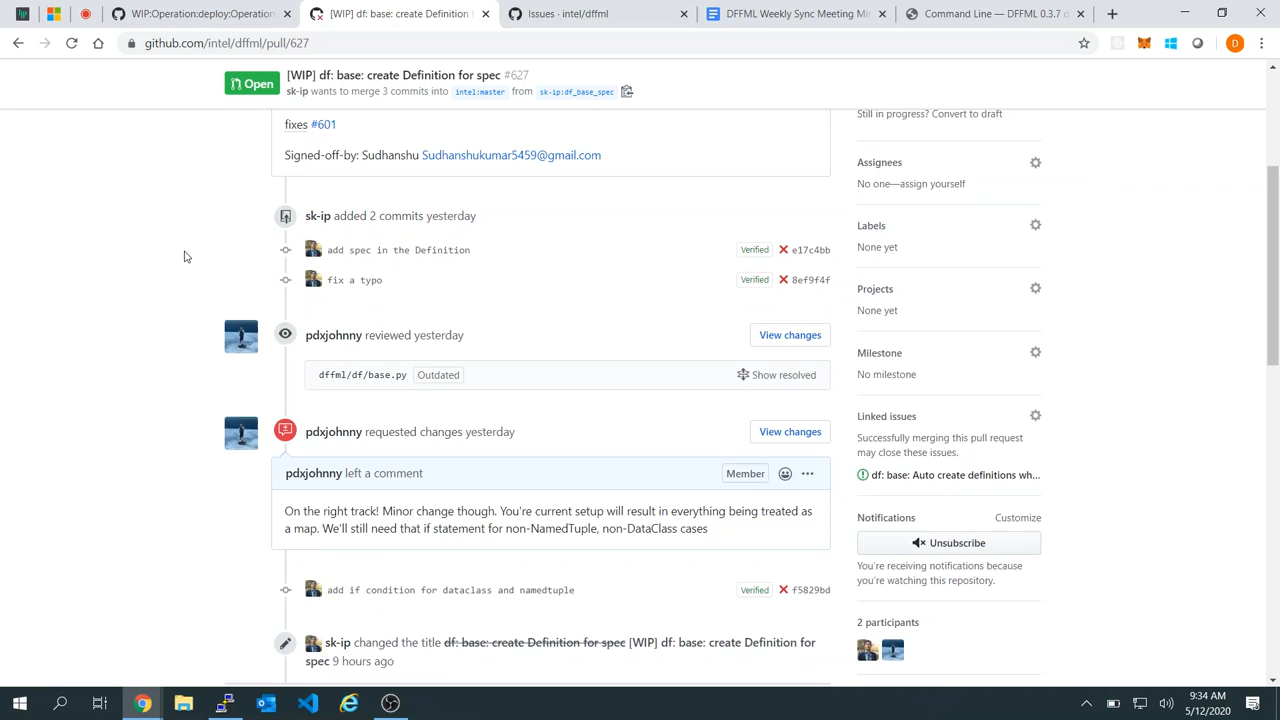 WIP:Operation:deploy:Operation
[WIP] df: base: create Definition f
Issues · intel/dffml
DFFML Weekly Sync Meeting Mi
Command Line — DFFML 0.3.7 d
github.com/intel/dffml/pull/627
D
Open
[WIP] df: base: create Definition for spec #627
sk-ip wants to merge 3 commits into intel:master from sk-ip:df_base_spec
fixes #601
Signed-off-by: Sudhanshu Sudhanshukumar5459@gmail.com
sk-ip added 2 commits yesterday
add spec in the Definition
Verified
e17c4bb
fix a typo
Verified
8ef9f4f
pdxjohnny reviewed yesterday
View changes
dffml/df/base.py
Outdated
Show resolved
pdxjohnny requested changes yesterday
View changes
pdxjohnny left a comment
Member
On the right track! Minor change though. You're current setup will result in everything being treated as
a map. We'll still need that if statement for non-NamedTuple, non-DataClass cases
add if condition for dataclass and namedtuple
Verified
f5829bd
sk-ip changed the title df: base: create Definition for spec [WIP] df: base: create Definition for
spec 9 hours ago
Still in progress? Convert to draft
Assignees
No one—assign yourself
Labels
None yet
Projects
None yet
Milestone
No milestone
Linked issues
Successfully merging this pull request
may close these issues.
df: base: Auto create definitions wh...
Notifications
Customize
Unsubscribe
You're receiving notifications because
you're watching this repository.
2 participants
9:34 AM
5/12/2020